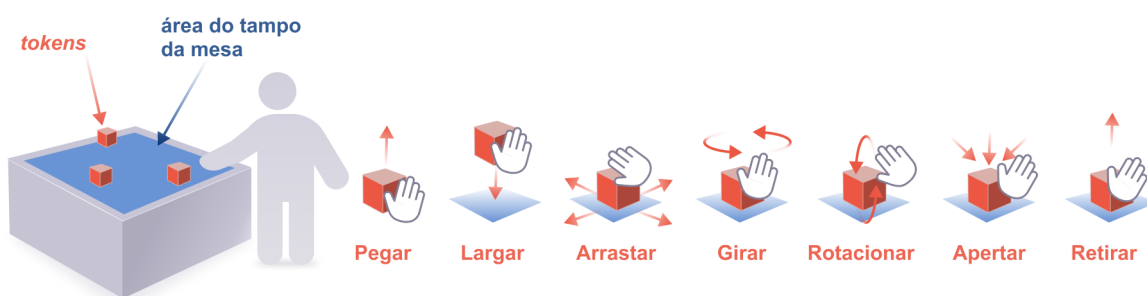 tokens
área do tampo
da mesa
Pegar
Largar
Arrastar
Girar
Rotacionar
Apertar
Retirar